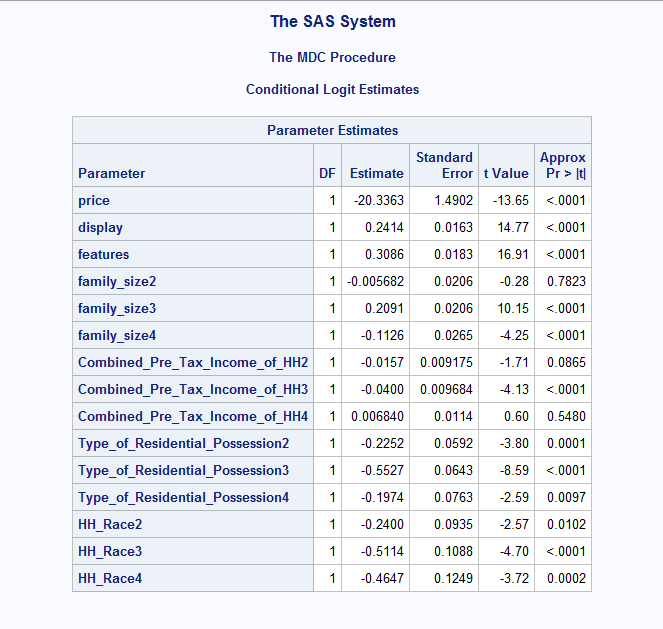 The SAS System
The MDC Procedure
Conditional Logit Estimates
Parameter Estimates
Parameter DF Estimate Standard Error t Value Approx Pr > |t|
price 1 -20.3363 1.4902 -13.65 <.0001
display 1 0.2414 0.0163 14.77 <.0001
features 1 0.3086 0.0183 16.91 <.0001
family_size2 1 -0.005682 0.0206 -0.28 0.7823
family_size3 1 0.2091 0.0206 10.15 <.0001
family_size4 1 -0.1126 0.0265 -4.25 <.0001
Combined_Pre_Tax_Income_of_HH2 1 -0.0157 0.009175 -1.71 0.0865
Combined_Pre_Tax_Income_of_HH3 1 -0.0400 0.009684 -4.13 <.0001
Combined_Pre_Tax_Income_of_HH4 1 0.006840 0.0114 0.60 0.5480
Type_of_Residential_Possession2 1 -0.2252 0.0592 -3.80 0.0001
Type_of_Residential_Possession3 1 -0.5527 0.0643 -8.59 <.0001
Type_of_Residential_Possession4 1 -0.1974 0.0763 -2.59 0.0097
HH_Race2 1 -0.2400 0.0935 -2.57 0.0102
HH_Race3 1 -0.5114 0.1088 -4.70 <.0001
HH_Race4 1 -0.4647 0.1249 -3.72 0.0002